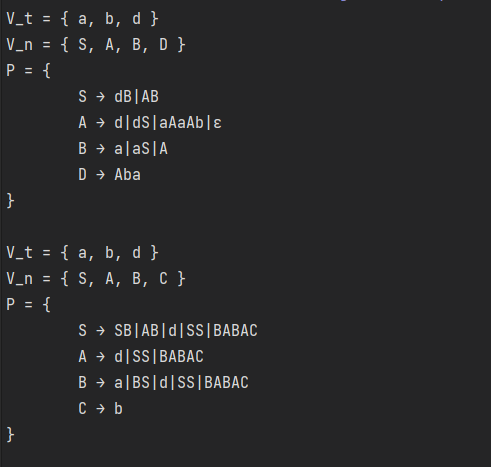 V_t = { a, b, d }
V_n = { S, A, B, D }
P = {
S → dB|AB
A → d|dS|aAaAb|ε
B → a|aS|A
D → Aba
}
V_t = { a, b, d }
V_n = { S, A, B, C }
P = {
S → SB|AB|d|SS|BABAC
A → d|SS|BABAC
B → a|BS|d|SS|BABAC
C → b
}